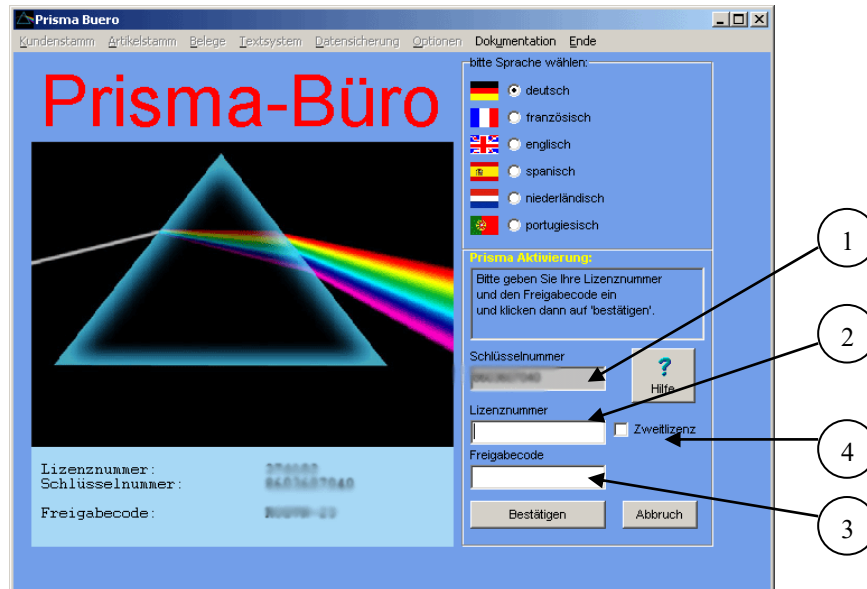 Prisma Buero
Kundenstamm Artikelstamm Belege Textsystem Datensicherung Optionen Dokumentation Ende
Prisma-Büro
bitte Sprache wählen:
deutsch
französisch
englisch
spanisch
niederländisch
portugiesisch
Prisma Aktivierung:
Bitte geben Sie Ihre Lizenznummer
und den Freigabecode ein
und klicken dann auf 'bestätigen'.
Schlüsselnummer
?
Hilfe
Lizenznummer
Zweitlizenz
Freigabecode
Bestätigen Abbruch
Lizenznummer:
Schlüsselnummer:
Freigabecode:
1
2
4
3